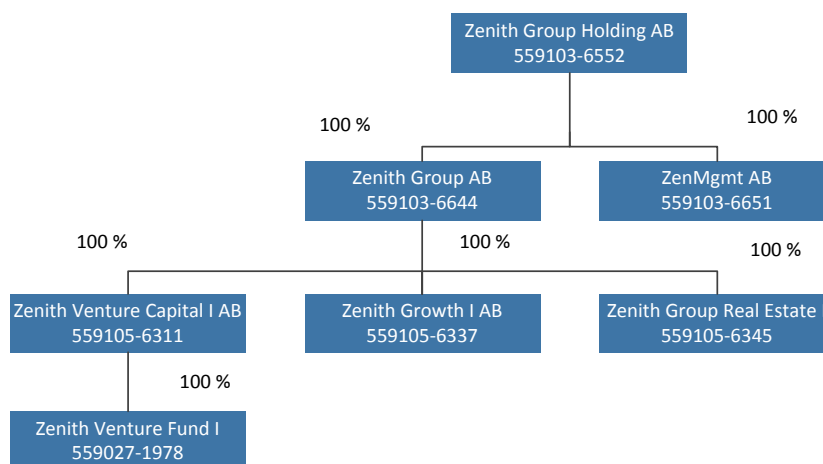 Zenith Group Holding AB
559103-6552
100 %
100 %
Zenith Group AB
559103-6644
ZenMgmt AB
559103-6651
100 %
100 %
100 %
Zenith Venture Capital I AB
559105-6311
Zenith Growth I AB
559105-6337
Zenith Group Real Estate
559105-6345
100 %
Zenith Venture Fund I
559027-1978